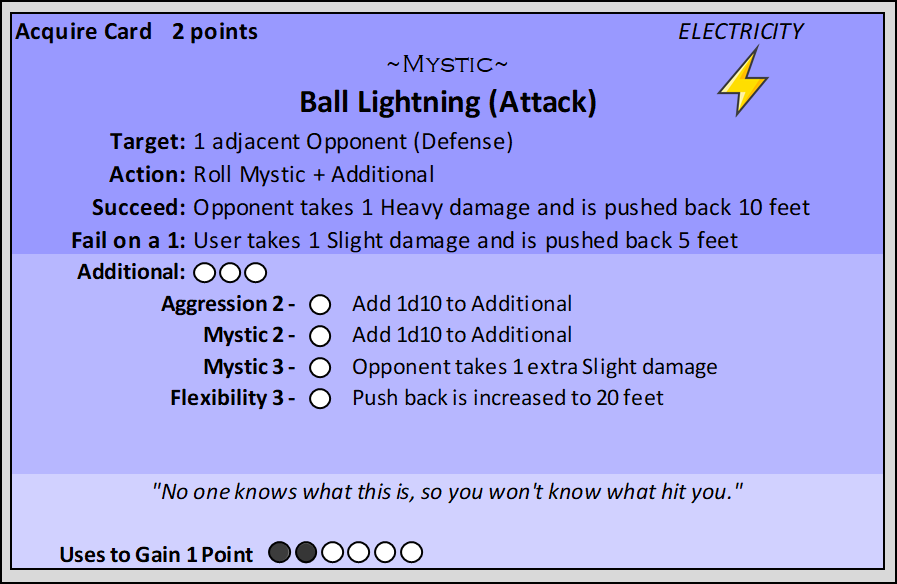 Acquire Card 2 points ELECTRICITY
~Mystic~
Ball Lightning (Attack)
Target: 1 adjacent Opponent (Defense)
Action: Roll Mystic + Additional
Succeed: Opponent takes 1 Heavy damage and is pushed back 10 feet
Fail on a 1: User takes 1 Slight damage and is pushed back 5 feet
Additional:
Aggression 2 - Add 1d10 to Additional
Mystic 2 - Add 1d10 to Additional
Mystic 3 - Opponent takes 1 extra Slight damage
Flexibility 3 - Push back is increased to 20 feet
"No one knows what this is, so you won't know what hit you."
Uses to Gain 1 Point